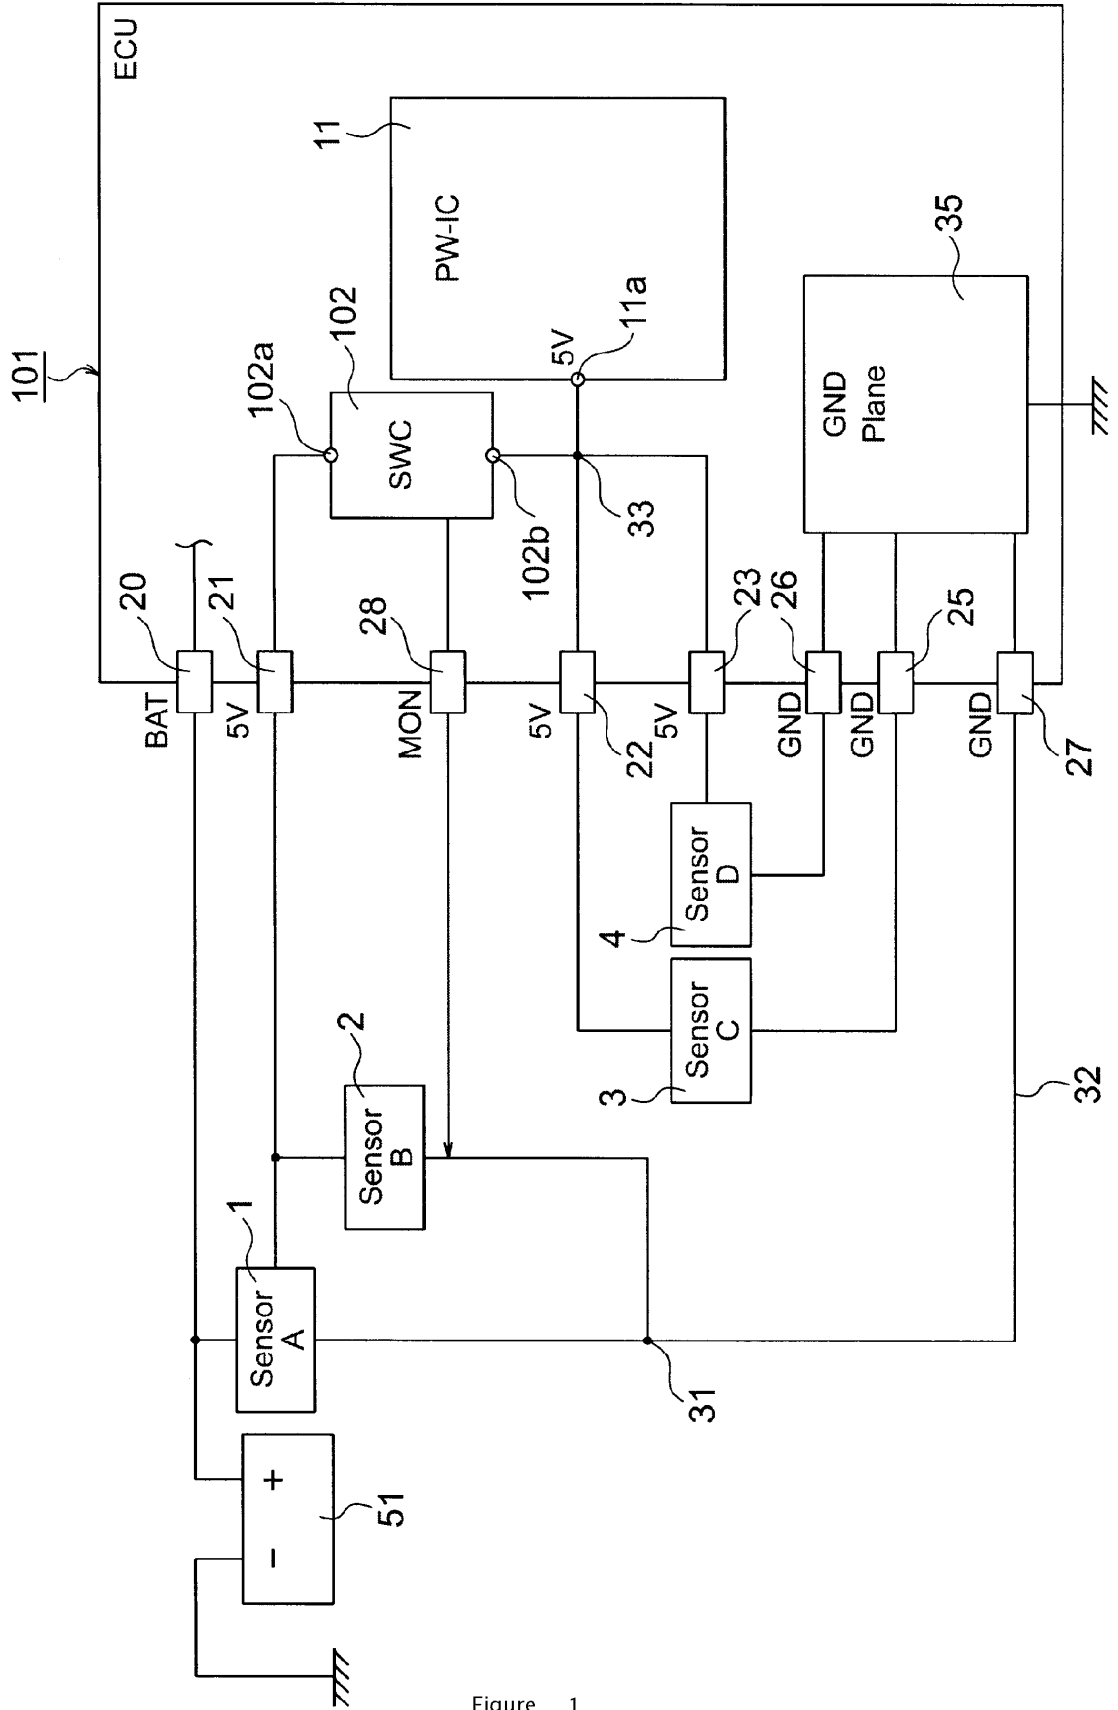 101
ECU
11
PW-IC
102a
102
SWC
5V
11a
102b
33
35
GND
Plane
20
21
28
22
23
26
25
27
BAT
5V
MON
5V
5V
GND
GND
GND
4
Sensor
D
3
Sensor
C
2
Sensor
B
1
Sensor
A
32
31
+
−
51
Figure 1